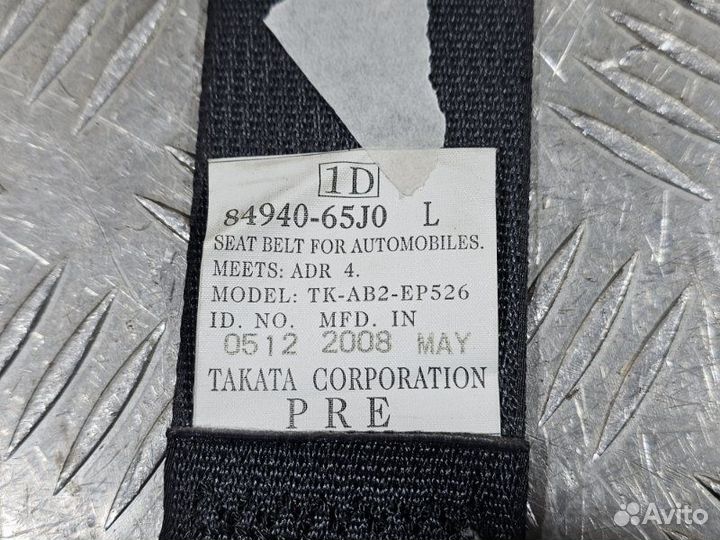 1D
84940-65J0 L
SEAT BELT FOR AUTOMOBILES.
MEETS: ADR 4.
MODEL: TK-AB2-EP526
ID. NO. MFD. IN
0512 2008 MAY
TAKATA CORPORATION
PRE
Avito